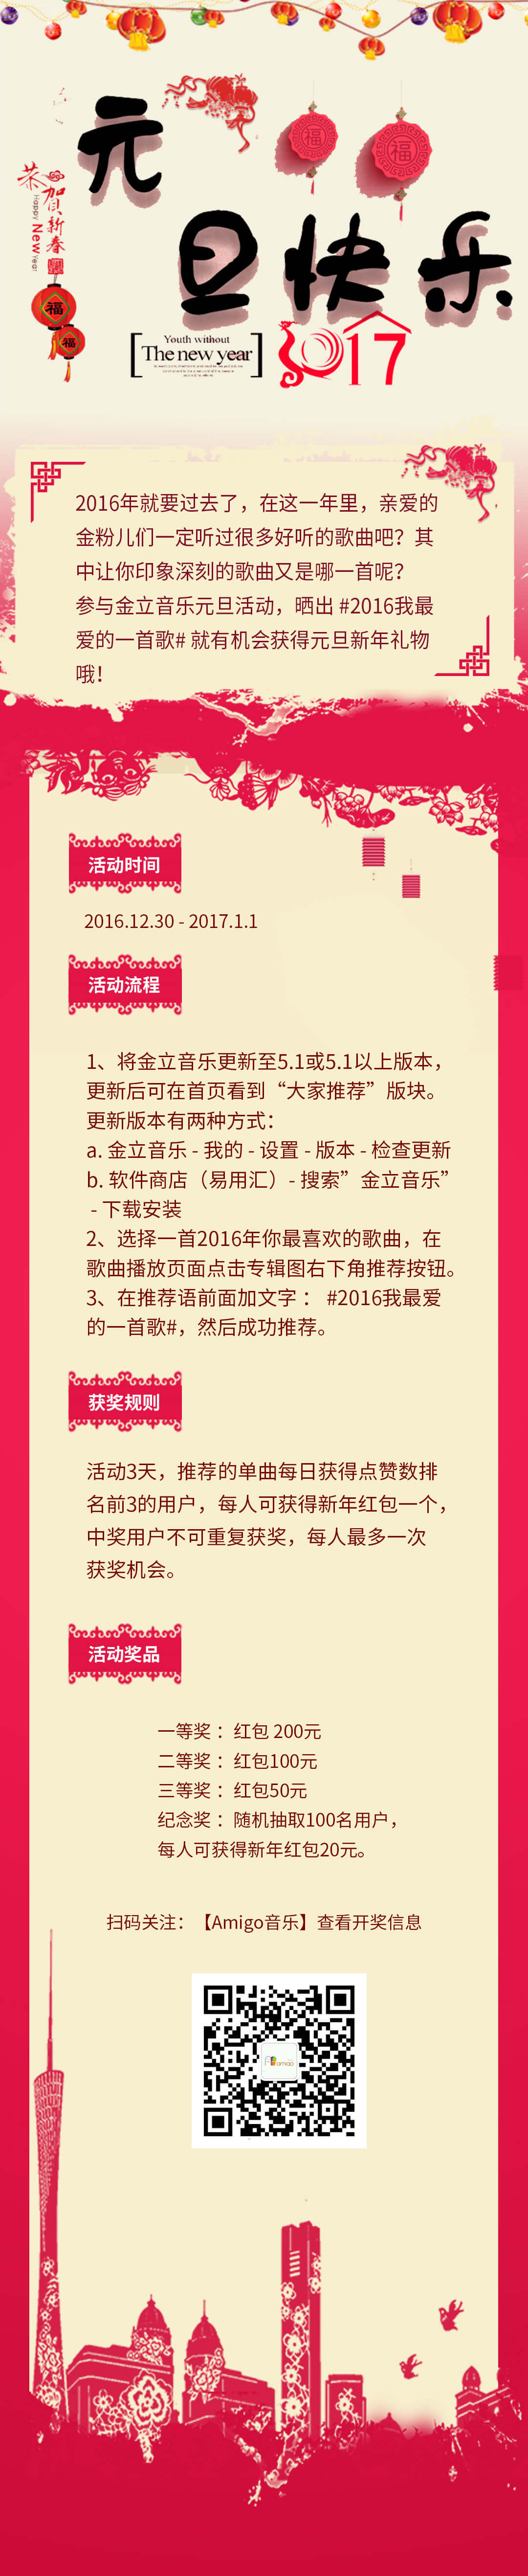 元
旦快乐
恭贺新春
Happy New Year
福
福
福
福
Youth without
The new year
2017
2016年就要过去了，在这一年里，亲爱的
金粉儿们一定听过很多好听的歌曲吧？其
中让你印象深刻的歌曲又是哪一首呢？
参与金立音乐元旦活动，晒出 #2016我最
爱的一首歌# 就有机会获得元旦新年礼物
哦！
活动时间
2016.12.30 - 2017.1.1
活动流程
1、将金立音乐更新至5.1或5.1以上版本，
更新后可在首页看到“大家推荐”版块。
更新版本有两种方式：
a. 金立音乐 - 我的 - 设置 - 版本 - 检查更新
b. 软件商店（易用汇）- 搜索”金立音乐”
- 下载安装
2、选择一首2016年你最喜欢的歌曲，在
歌曲播放页面点击专辑图右下角推荐按钮。
3、在推荐语前面加文字 ： #2016我最爱
的一首歌#，然后成功推荐。
获奖规则
活动3天，推荐的单曲每日获得点赞数排
名前3的用户，每人可获得新年红包一个，
中奖用户不可重复获奖，每人最多一次
获奖机会。
活动奖品
一等奖 ：红包 200元
二等奖 ：红包100元
三等奖 ：红包50元
纪念奖 ：随机抽取100名用户，
每人可获得新年红包20元。
扫码关注：【Amigo音乐】查看开奖信息